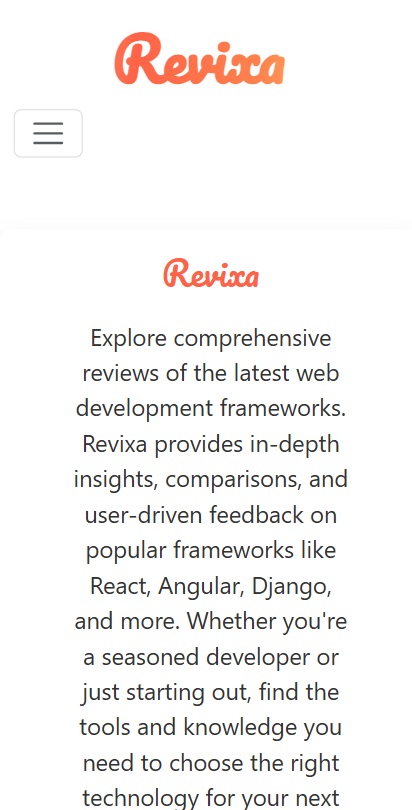 Revixa
Revixa
Explore comprehensive
reviews of the latest web
development frameworks.
Revixa provides in-depth
insights, comparisons, and
user-driven feedback on
popular frameworks like
React, Angular, Django,
and more. Whether you're
a seasoned developer or
just starting out, find the
tools and knowledge you
need to choose the right
technology for your next